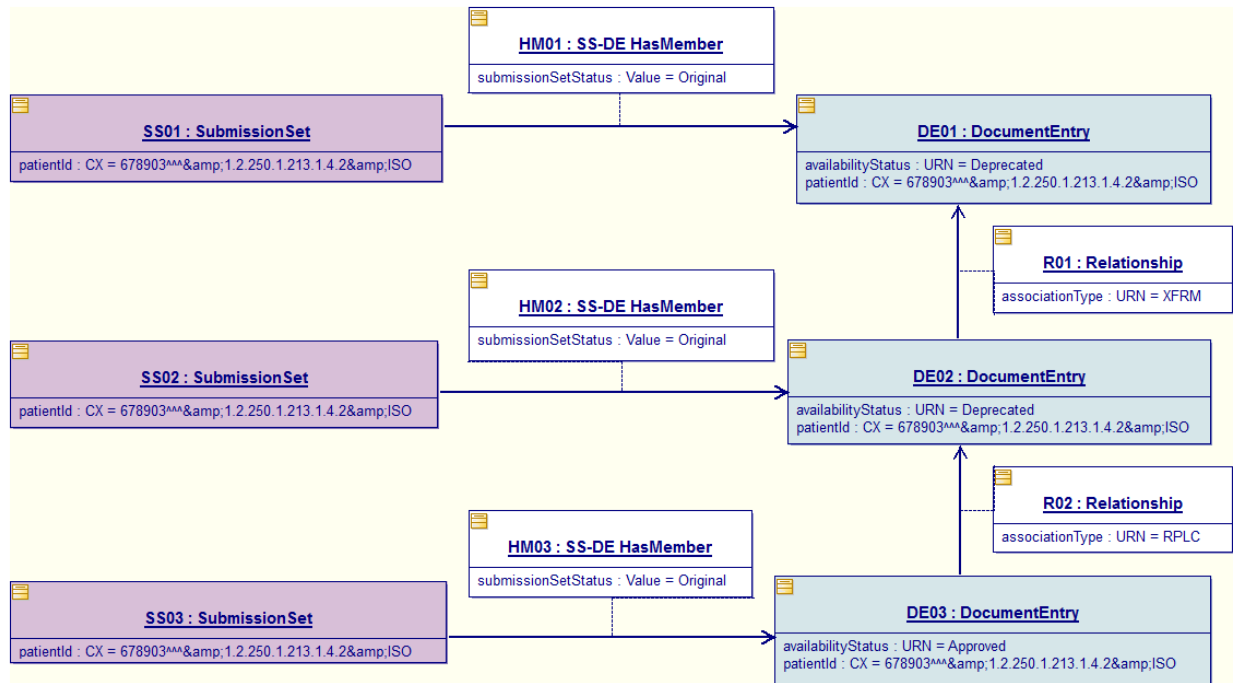 HM01 : SS-DE HasMember
submissionSetStatus : Value = Original
SS01 : SubmissionSet
patientId : CX = 678903^^^&amp;1.2.250.1.213.1.4.2&amp;ISO
DE01 : DocumentEntry
availabilityStatus : URN = Deprecated
patientId : CX = 678903^^^&amp;1.2.250.1.213.1.4.2&amp;ISO
R01 : Relationship
associationType : URN = XFRM
HM02 : SS-DE HasMember
submissionSetStatus : Value = Original
SS02 : SubmissionSet
patientId : CX = 678903^^^&amp;1.2.250.1.213.1.4.2&amp;ISO
DE02 : DocumentEntry
availabilityStatus : URN = Deprecated
patientId : CX = 678903^^^&amp;1.2.250.1.213.1.4.2&amp;ISO
R02 : Relationship
associationType : URN = RPLC
HM03 : SS-DE HasMember
submissionSetStatus : Value = Original
SS03 : SubmissionSet
patientId : CX = 678903^^^&amp;1.2.250.1.213.1.4.2&amp;ISO
DE03 : DocumentEntry
availabilityStatus : URN = Approved
patientId : CX = 678903^^^&amp;1.2.250.1.213.1.4.2&amp;ISO